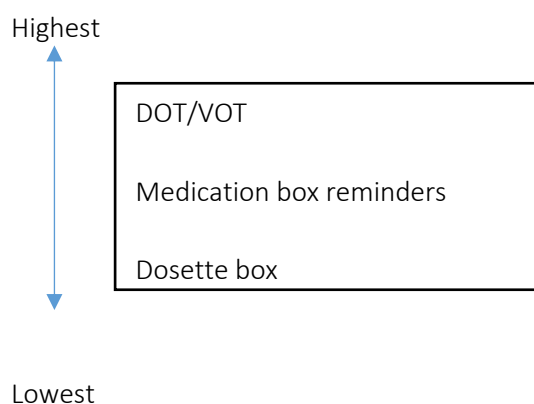 Highest
DOT/VOT
Medication box reminders
Dosette box
Lowest